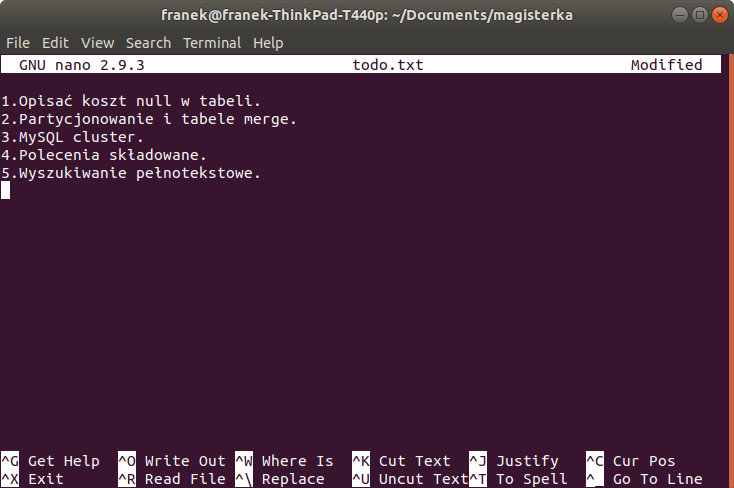 franek@franek-ThinkPad-T440p: ~/Documents/magisterka
File Edit View Search Terminal Help
GNU nano 2.9.3 todo.txt Modified
1.Opisać koszt null w tabeli.
2.Partycjonowanie i tabele merge.
3.MySQL cluster.
4.Polecenia składowane.
5.Wyszukiwanie pełnotekstowe.
^G Get Help ^O Write Out ^W Where Is ^K Cut Text ^J Justify ^C Cur Pos
^X Exit ^R Read File ^\ Replace ^U Uncut Text ^T To Spell ^_ Go To Line